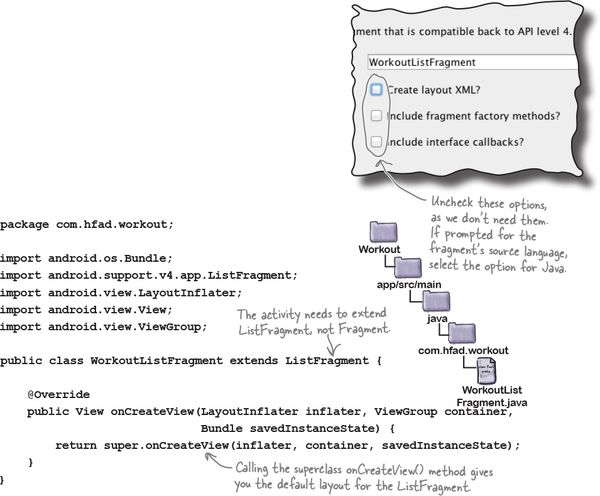 ment that is compatible back to API level 4.
WorkoutListFragment
Create layout XML?
Include fragment factory methods?
Include interface callbacks?
Uncheck these options,
as we don't need them.
If prompted for the
fragment's source language,
select the option for Java.
package com.hfad.workout;
import android.os.Bundle;
import android.support.v4.app.ListFragment;
import android.view.LayoutInflater;
import android.view.View;
import android.view.ViewGroup;
The activity needs to extend
ListFragment, not Fragment.
public class WorkoutListFragment extends ListFragment {
@Override
public View onCreateView(LayoutInflater inflater, ViewGroup container,
Bundle savedInstanceState) {
return super.onCreateView(inflater, container, savedInstanceState);
}
}
Calling the superclass onCreateView() method gives
you the default layout for the ListFragment.
Workout
app/src/main
java
com.hfad.workout
WorkoutList
Fragment.java